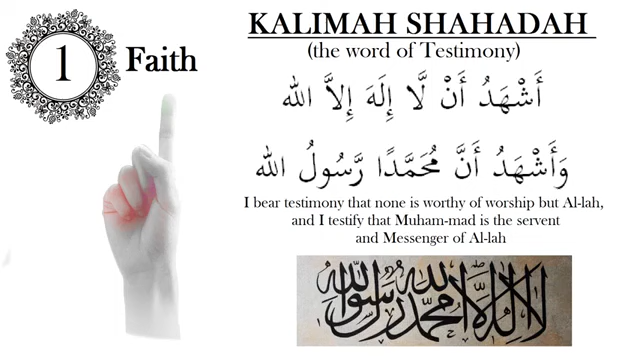 1
Faith
KALIMAH SHAHADAH
(the word of Testimony)
أَشْهَدُ أَنْ لَّا إِلَهَ إِلاَّ الله
وَأَشْهَدُ أَنَّ مُحَمَّدًا رَّسُولُ الله
I bear testimony that none is worthy of worship but Al-lah,
and I testify that Muham-mad is the servent
and Messenger of Al-lah
لا اله الا الله محمد رسول الله